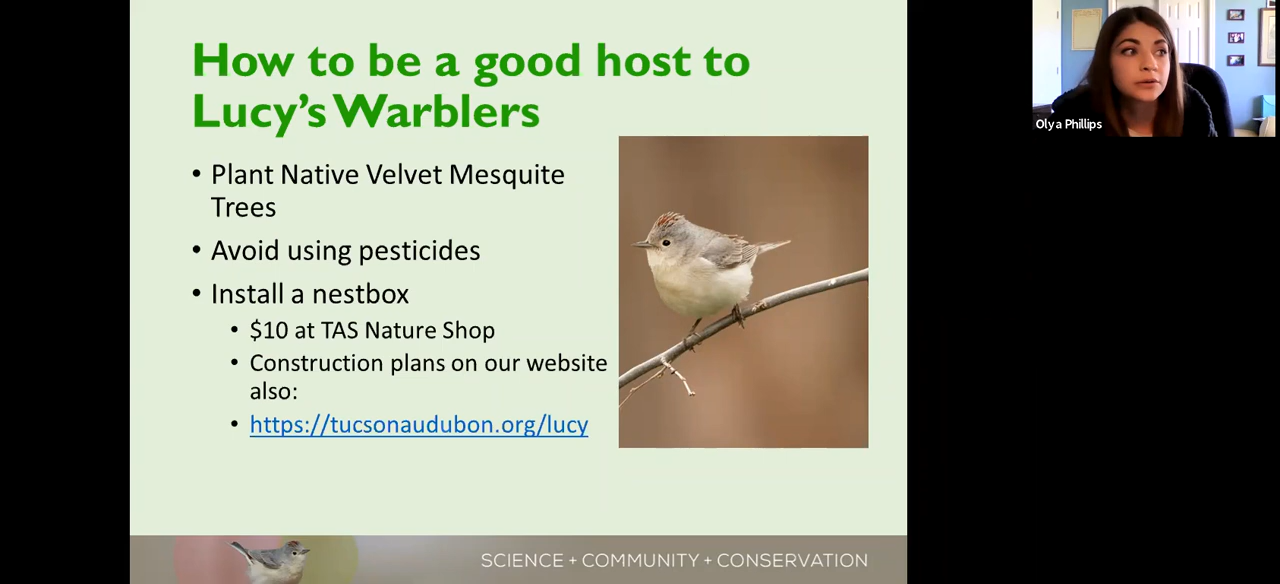 How to be a good host to
Lucy's Warblers
• Plant Native Velvet Mesquite
Trees
• Avoid using pesticides
• Install a nestbox
• $10 at TAS Nature Shop
• Construction plans on our website
also:
• https://tucsonaudubon.org/lucy
SCIENCE + COMMUNITY + CONSERVATION
Olya Phillips